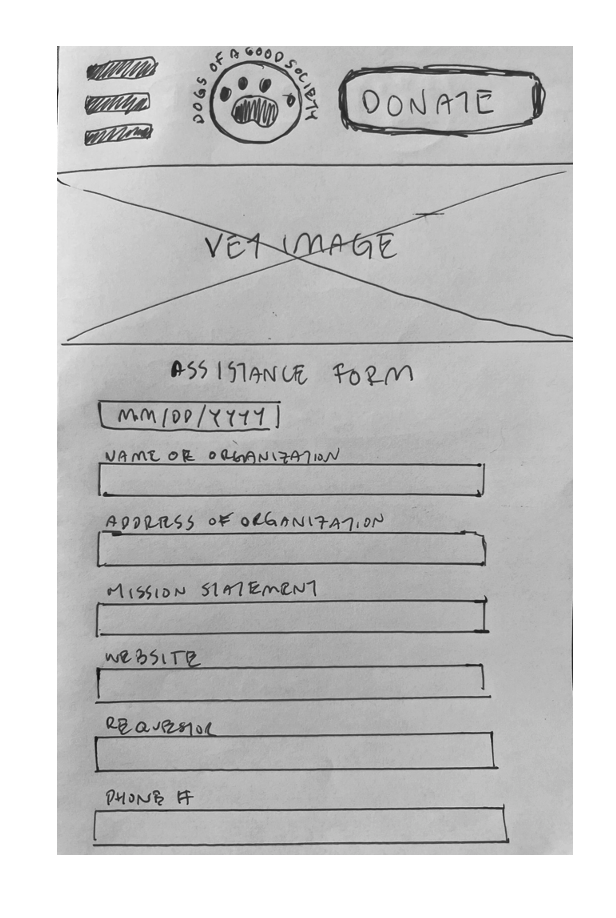 DOGS OF A GOOD SOCIETY
DONATE
VET IMAGE
ASSISTANCE FORM
MM/DD/YYYY
NAME OF ORGANIZATION
ADDRESS OF ORGANIZATION
MISSION STATEMENT
WEBSITE
REQUESTOR
PHONE #